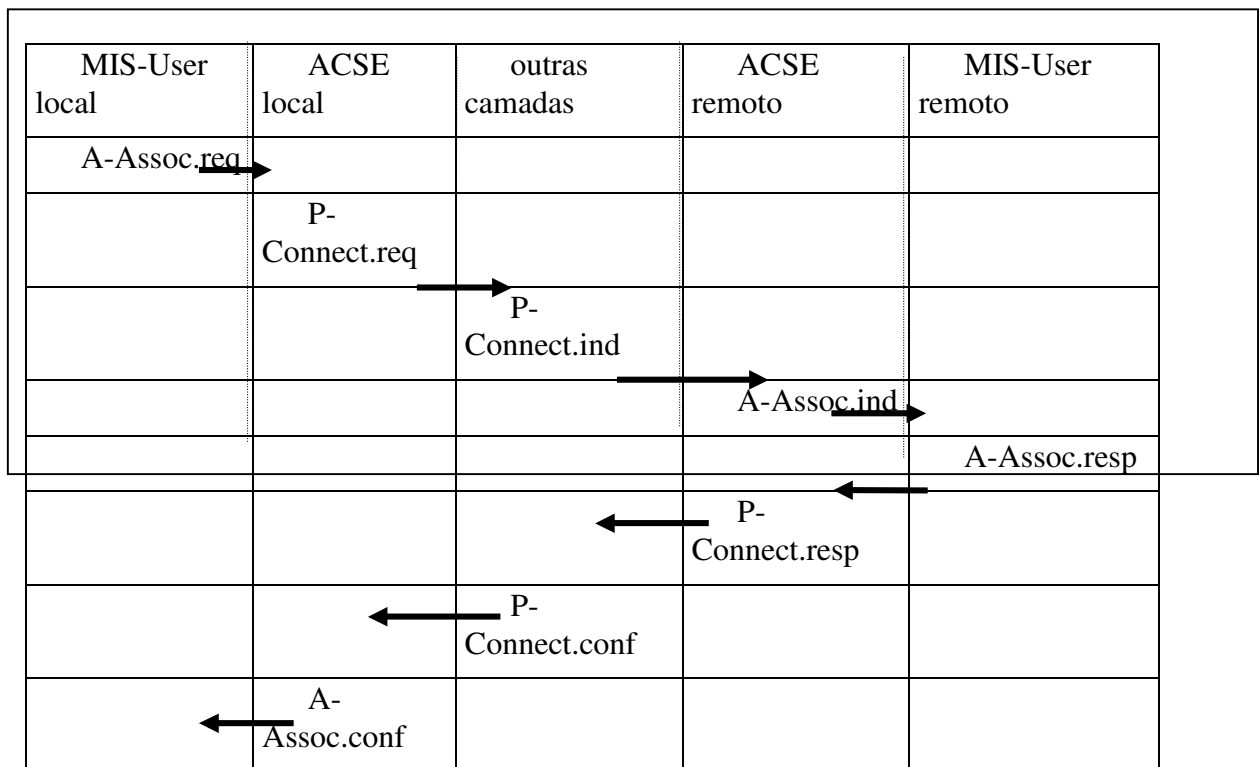 MIS-User
local
ACSE
local
outras
camadas
ACSE
remoto
MIS-User
remoto
A-Assoc.req
P-
Connect.req
P-
Connect.ind
A-Assoc.ind
A-Assoc.resp
P-
Connect.resp
P-
Connect.conf
A-
Assoc.conf